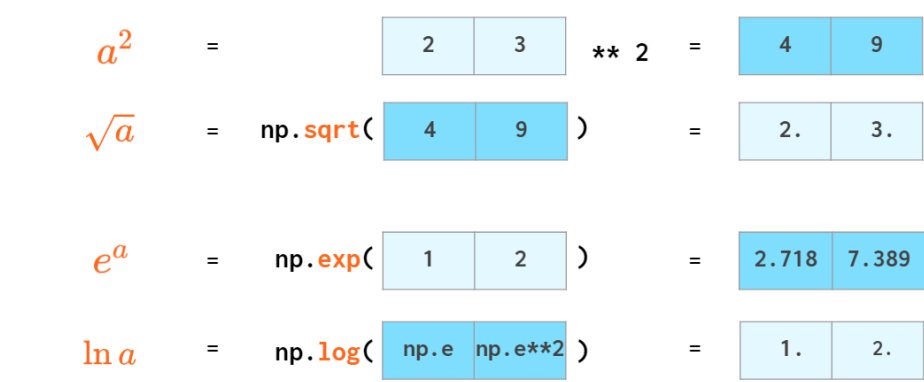 a² = 2 3 ** 2 = 4 9
√a = np.sqrt( 4 9 ) = 2. 3.
eᵃ = np.exp( 1 2 ) = 2.718 7.389
ln a = np.log( np.e np.e**2 ) = 1. 2.